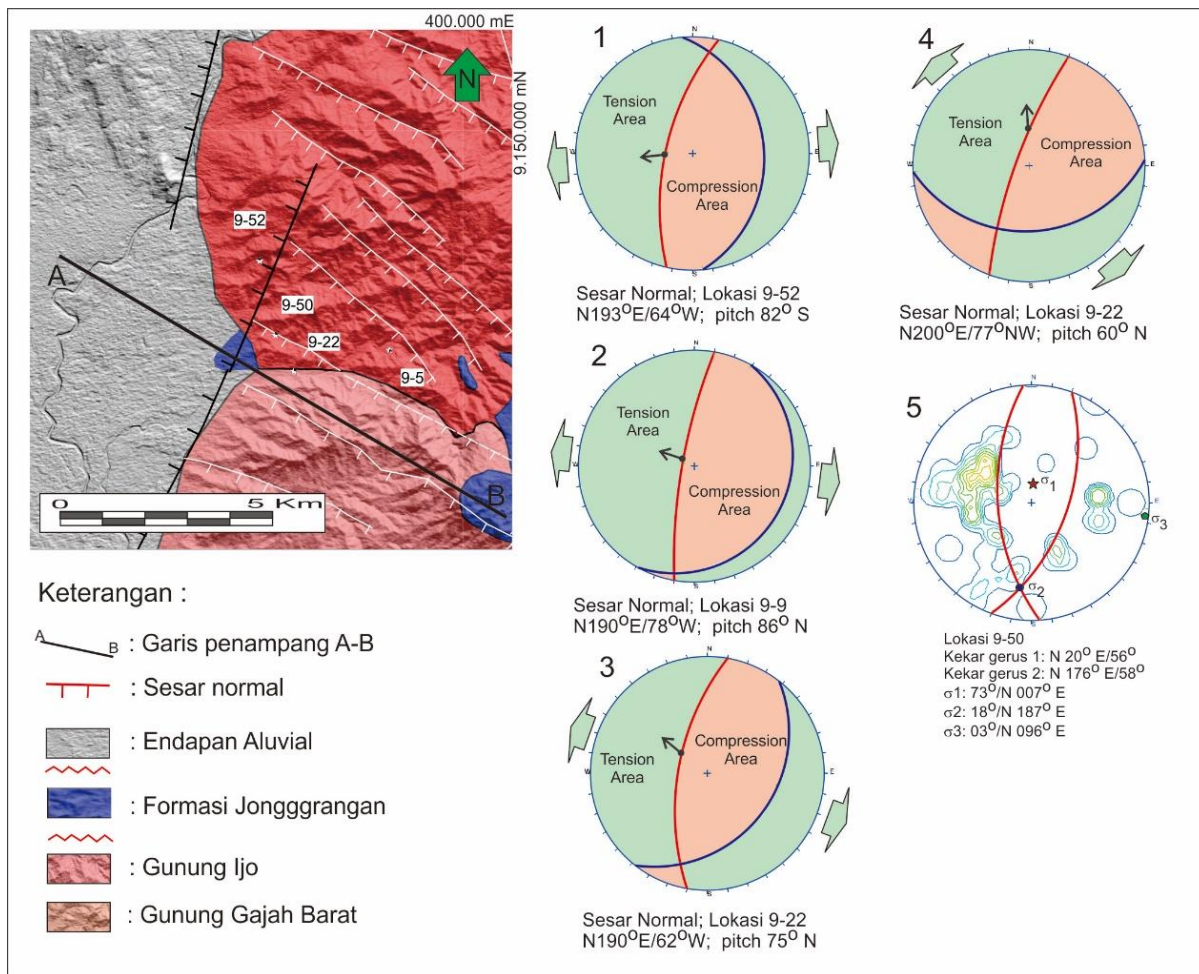 400.000 mE
9.150.000 mN
N
9-52
9-50
9-22
9-5
A
B
0 5 Km
Keterangan :
A B : Garis penampang A-B
: Sesar normal
: Endapan Aluvial
: Formasi Jongggrangan
: Gunung Ijo
: Gunung Gajah Barat
1
N
W
E
S
Tension
Area
Compression
Area
Sesar Normal; Lokasi 9-52
N193°E/64°W; pitch 82° S
2
N
W
E
S
Tension
Area
Compression
Area
Sesar Normal; Lokasi 9-9
N190°E/78°W; pitch 86° N
3
N
W
E
S
Tension
Area
Compression
Area
Sesar Normal; Lokasi 9-22
N190°E/62°W; pitch 75° N
4
N
W
E
S
Tension
Area
Compression
Area
Sesar Normal; Lokasi 9-22
N200°E/77°NW; pitch 60° N
5
N
W
E
S
σ1
σ3
σ2
Lokasi 9-50
Kekar gerus 1: N 20° E/56°
Kekar gerus 2: N 176° E/58°
σ1: 73°/N 007° E
σ2: 18°/N 187° E
σ3: 03°/N 096° E